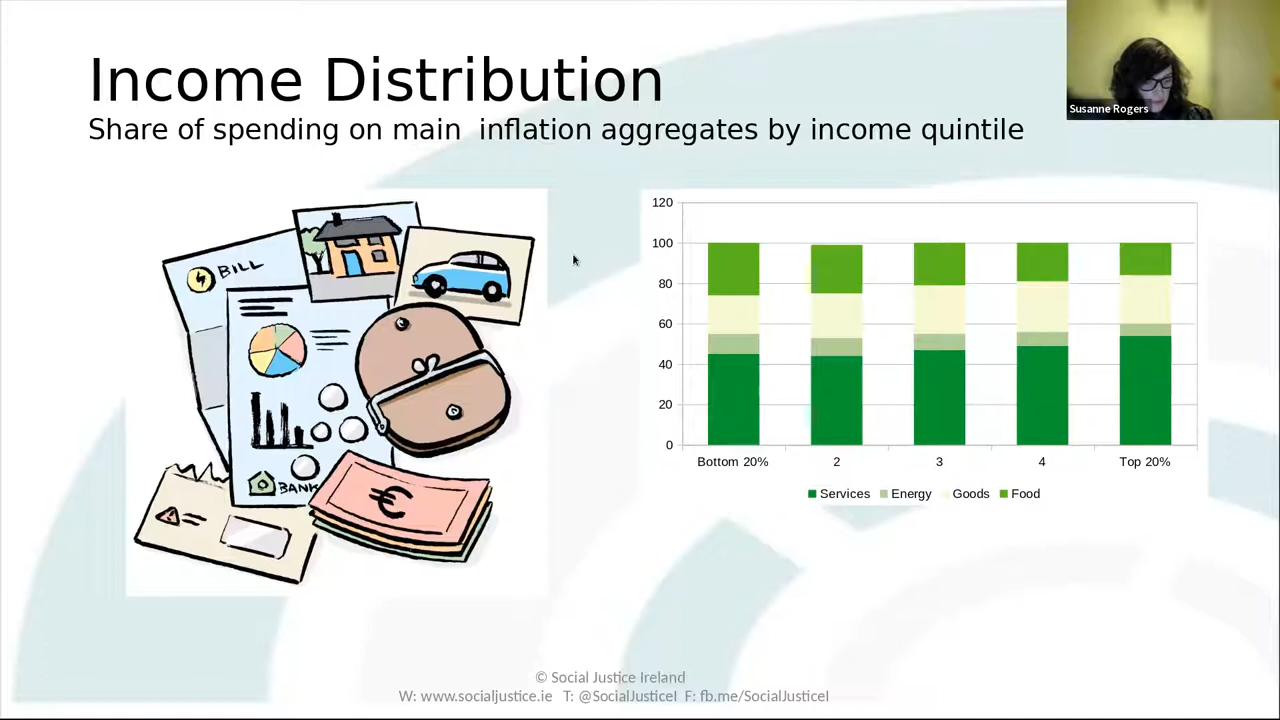 Income Distribution
Share of spending on main  inflation aggregates by income quintile
Susanne Rogers
BILL
BANK
€
120
100
80
60
40
20
0
Bottom 20% 2 3 4 Top 20%
Services Energy Goods Food
© Social Justice Ireland
W: www.socialjustice.ie  T: @SocialJusticeI  F: fb.me/SocialJusticeI